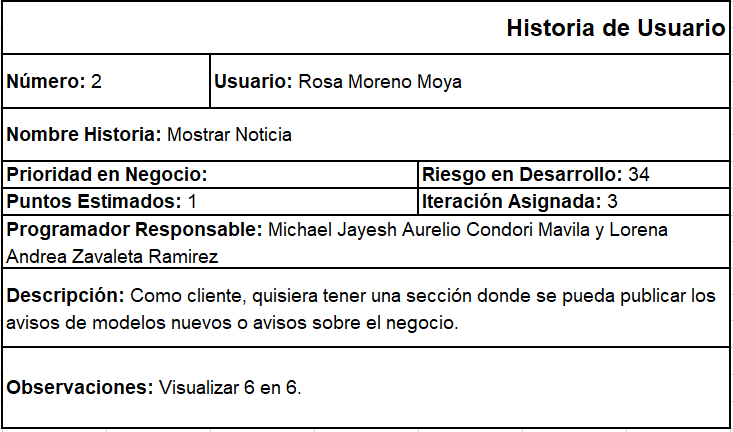 Historia de Usuario
Número: 2 Usuario: Rosa Moreno Moya
Nombre Historia: Mostrar Noticia
Prioridad en Negocio: Riesgo en Desarrollo: 34
Puntos Estimados: 1 Iteración Asignada: 3
Programador Responsable: Michael Jayesh Aurelio Condori Mavila y Lorena
Andrea Zavaleta Ramirez
Descripción: Como cliente, quisiera tener una sección donde se pueda publicar los
avisos de modelos nuevos o avisos sobre el negocio.
Observaciones: Visualizar 6 en 6.